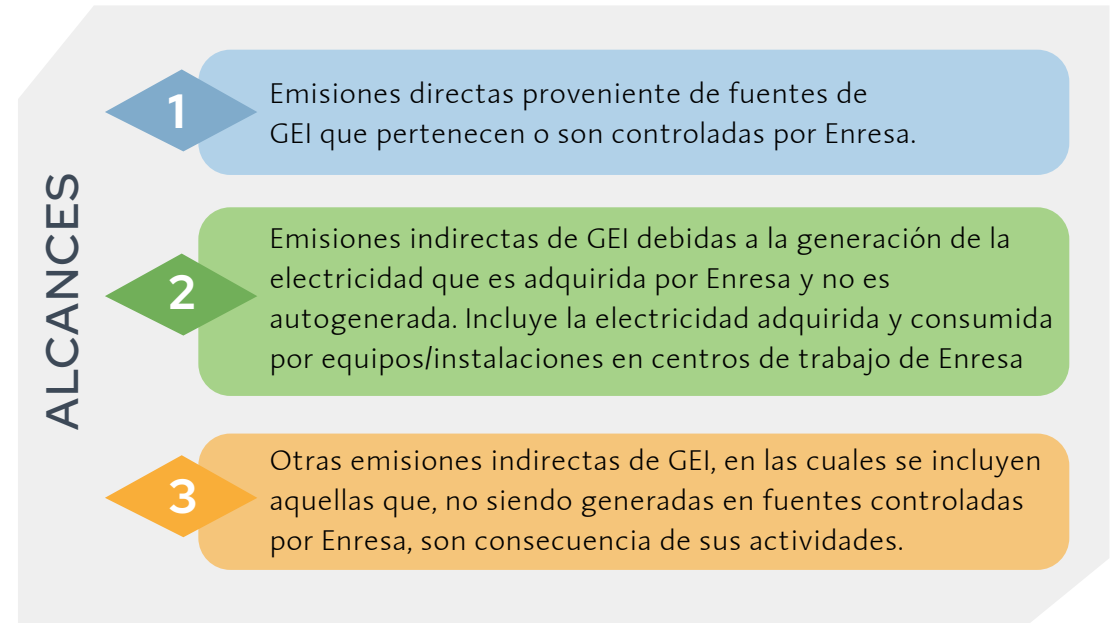 ALCANCES
1
Emisiones directas proveniente de fuentes de
GEI que pertenecen o son controladas por Enresa.
2
Emisiones indirectas de GEI debidas a la generación de la
electricidad que es adquirida por Enresa y no es
autogenerada. Incluye la electricidad adquirida y consumida
por equipos/instalaciones en centros de trabajo de Enresa
3
Otras emisiones indirectas de GEI, en las cuales se incluyen
aquellas que, no siendo generadas en fuentes controladas
por Enresa, son consecuencia de sus actividades.